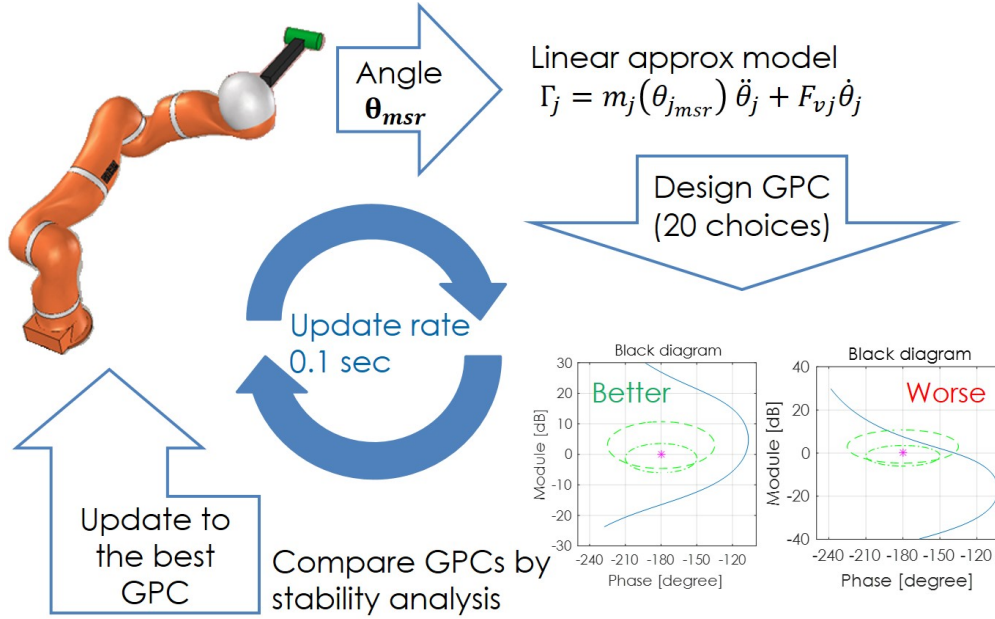 Angle
θmsr
Linear approx model
Γj = mj(θjmsr) θ̈j + Fvj θ̇j
Design GPC
(20 choices)
Update rate
0.1 sec
Black diagram
Better
Module [dB]
30
20
10
0
-10
-20
-30
-240 -210 -180 -150 -120
Phase [degree]
Black diagram
Worse
Module [dB]
40
20
0
-20
-40
-240 -210 -180 -150 -100
Phase [degree]
Compare GPCs by
stability analysis
Update to
the best
GPC